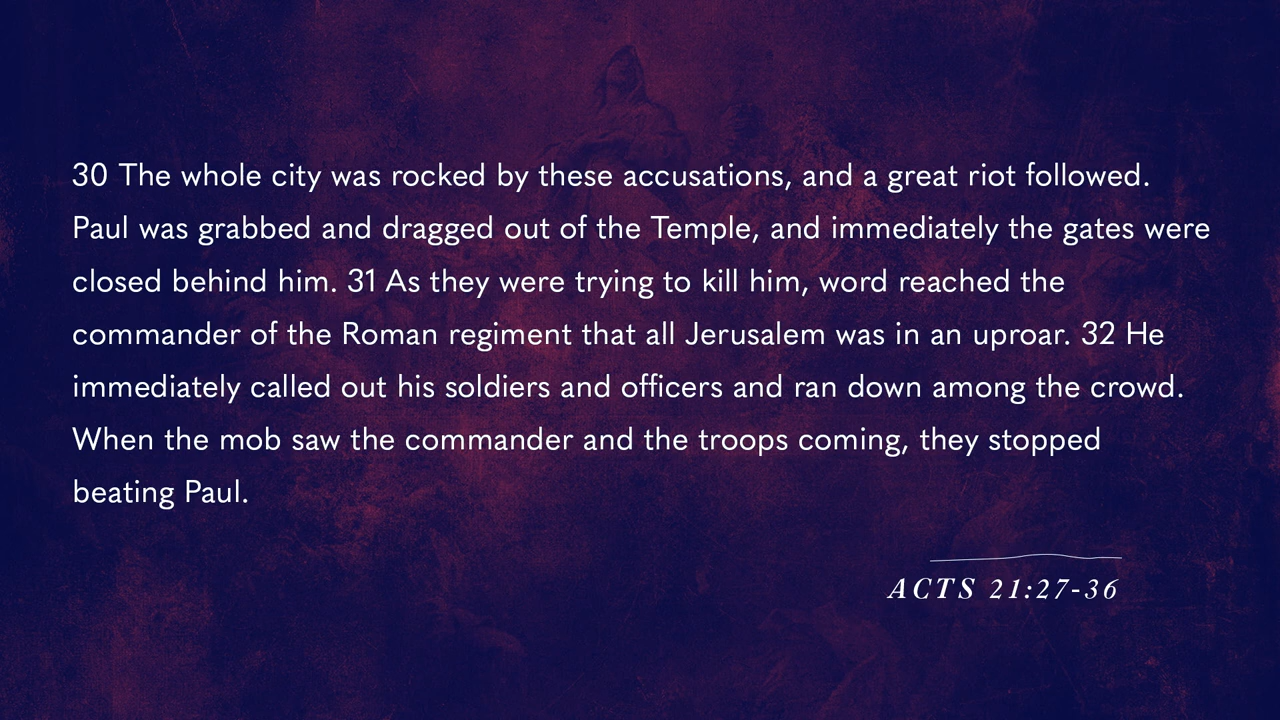 30 The whole city was rocked by these accusations, and a great riot followed.
Paul was grabbed and dragged out of the Temple, and immediately the gates were
closed behind him. 31 As they were trying to kill him, word reached the
commander of the Roman regiment that all Jerusalem was in an uproar. 32 He
immediately called out his soldiers and officers and ran down among the crowd.
When the mob saw the commander and the troops coming, they stopped
beating Paul.
ACTS 21:27-36